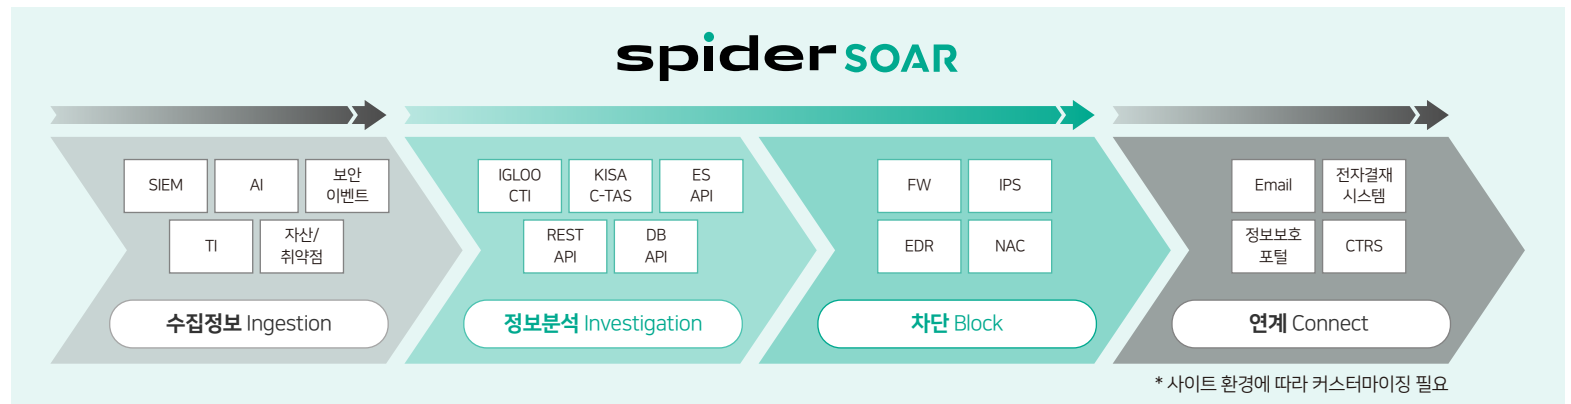 spider SOAR
SIEM
AI
보안
이벤트
TI
자산/
취약점
수집정보 Ingestion
IGLOO
CTI
KISA
C-TAS
ES
API
REST
API
DB
API
정보분석 Investigation
FW
IPS
EDR
NAC
차단 Block
Email
전자결재
시스템
정보보호
포털
CTRS
연계 Connect
* 사이트 환경에 따라 커스터마이징 필요